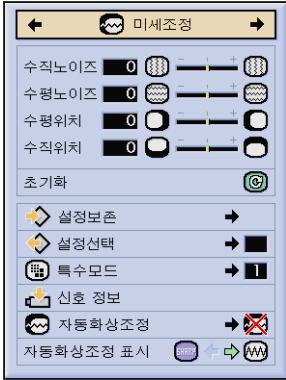 미세조정
수직노이즈 0 - +
수평노이즈 0 - +
수평위치 0 - +
수직위치 0 - +
초기화
설정보존
설정선택
특수모드 1
신호 정보
자동화상조정
자동화상조정 표시 SHARP